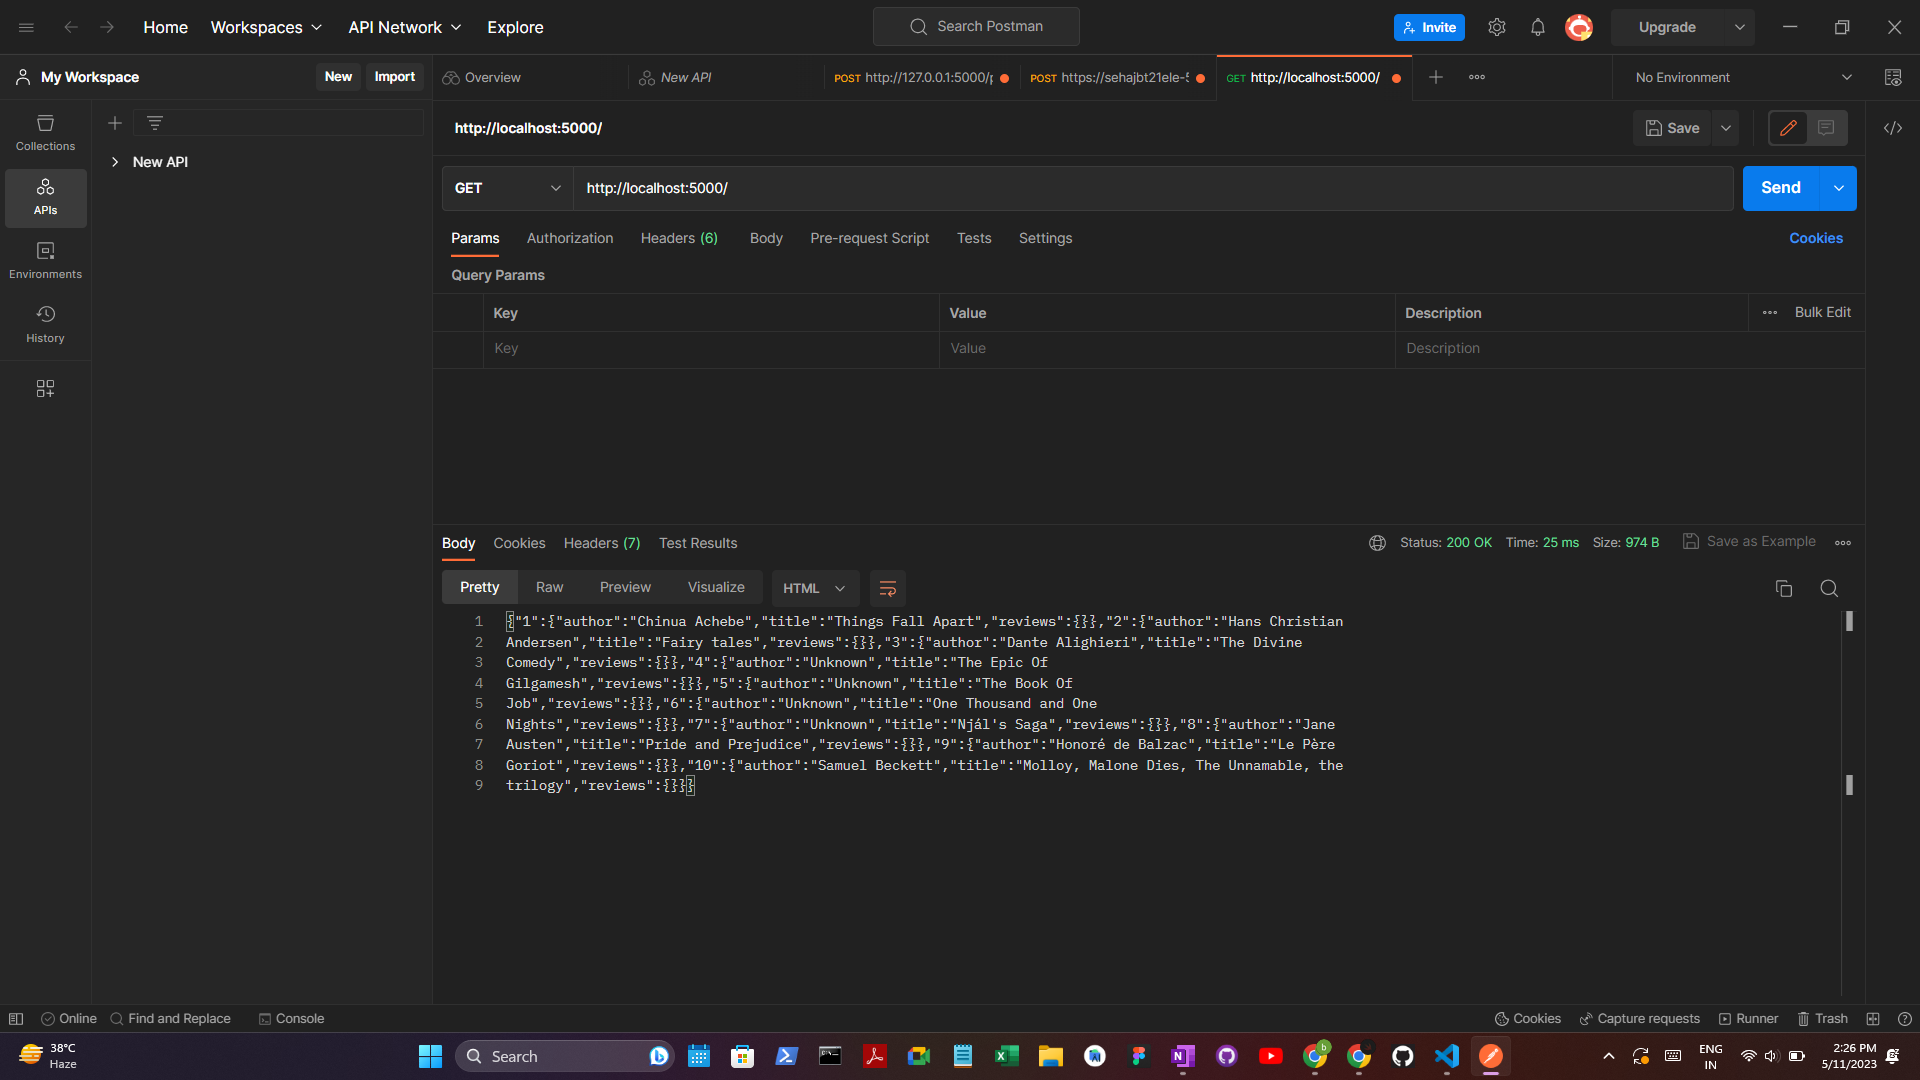 Home
Workspaces
API Network
Explore
Search Postman
Invite
Upgrade
My Workspace
New
Import
Overview
New API
POST http://127.0.0.1:5000/
POST https://sehajbt21ele-5
GET http://localhost:5000/
No Environment
Collections
APIs
Environments
History
New API
http://localhost:5000/
Save
GET
http://localhost:5000/
Send
Params
Authorization
Headers (6)
Body
Pre-request Script
Tests
Settings
Cookies
Query Params
Key
Value
Description
Bulk Edit
Key
Value
Description
Body
Cookies
Headers (7)
Test Results
Status: 200 OK
Time: 25 ms
Size: 974 B
Save as Example
Pretty
Raw
Preview
Visualize
HTML
1 {"1":{"author":"Chinua Achebe","title":"Things Fall Apart","reviews":{}},"2":{"author":"Hans Christian
2 Andersen","title":"Fairy tales","reviews":{}},"3":{"author":"Dante Alighieri","title":"The Divine
3 Comedy","reviews":{}},"4":{"author":"Unknown","title":"The Epic Of
4 Gilgamesh","reviews":{}},"5":{"author":"Unknown","title":"The Book Of
5 Job","reviews":{}},"6":{"author":"Unknown","title":"One Thousand and One
6 Nights","reviews":{}},"7":{"author":"Unknown","title":"Njál's Saga","reviews":{}},"8":{"author":"Jane
7 Austen","title":"Pride and Prejudice","reviews":{}},"9":{"author":"Honoré de Balzac","title":"Le Père
8 Goriot","reviews":{}},"10":{"author":"Samuel Beckett","title":"Molloy, Malone Dies, The Unnamable, the
9 trilogy","reviews":{}}}
Online
Find and Replace
Console
Cookies
Capture requests
Runner
Trash
38°C
Haze
Search
ENG
IN
2:26 PM
5/11/2023